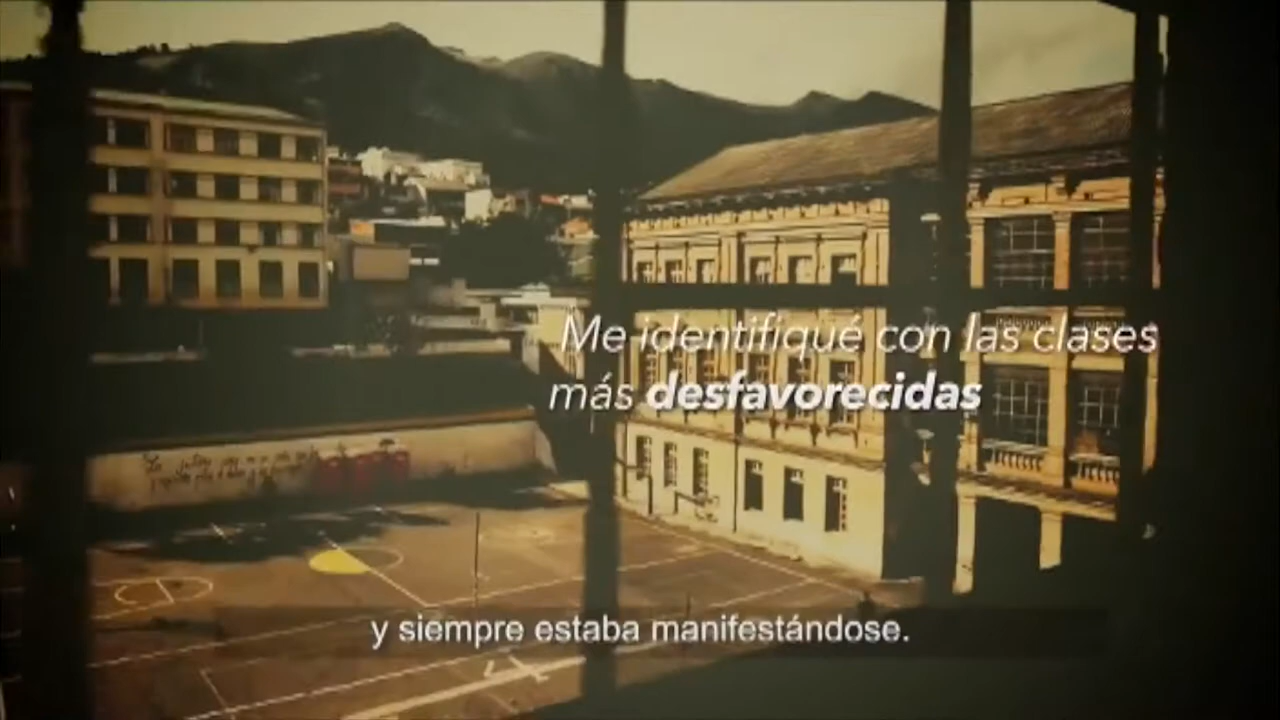 Me identifiqué con las clases
más desfavorecidas
y siempre estaba manifestándose.